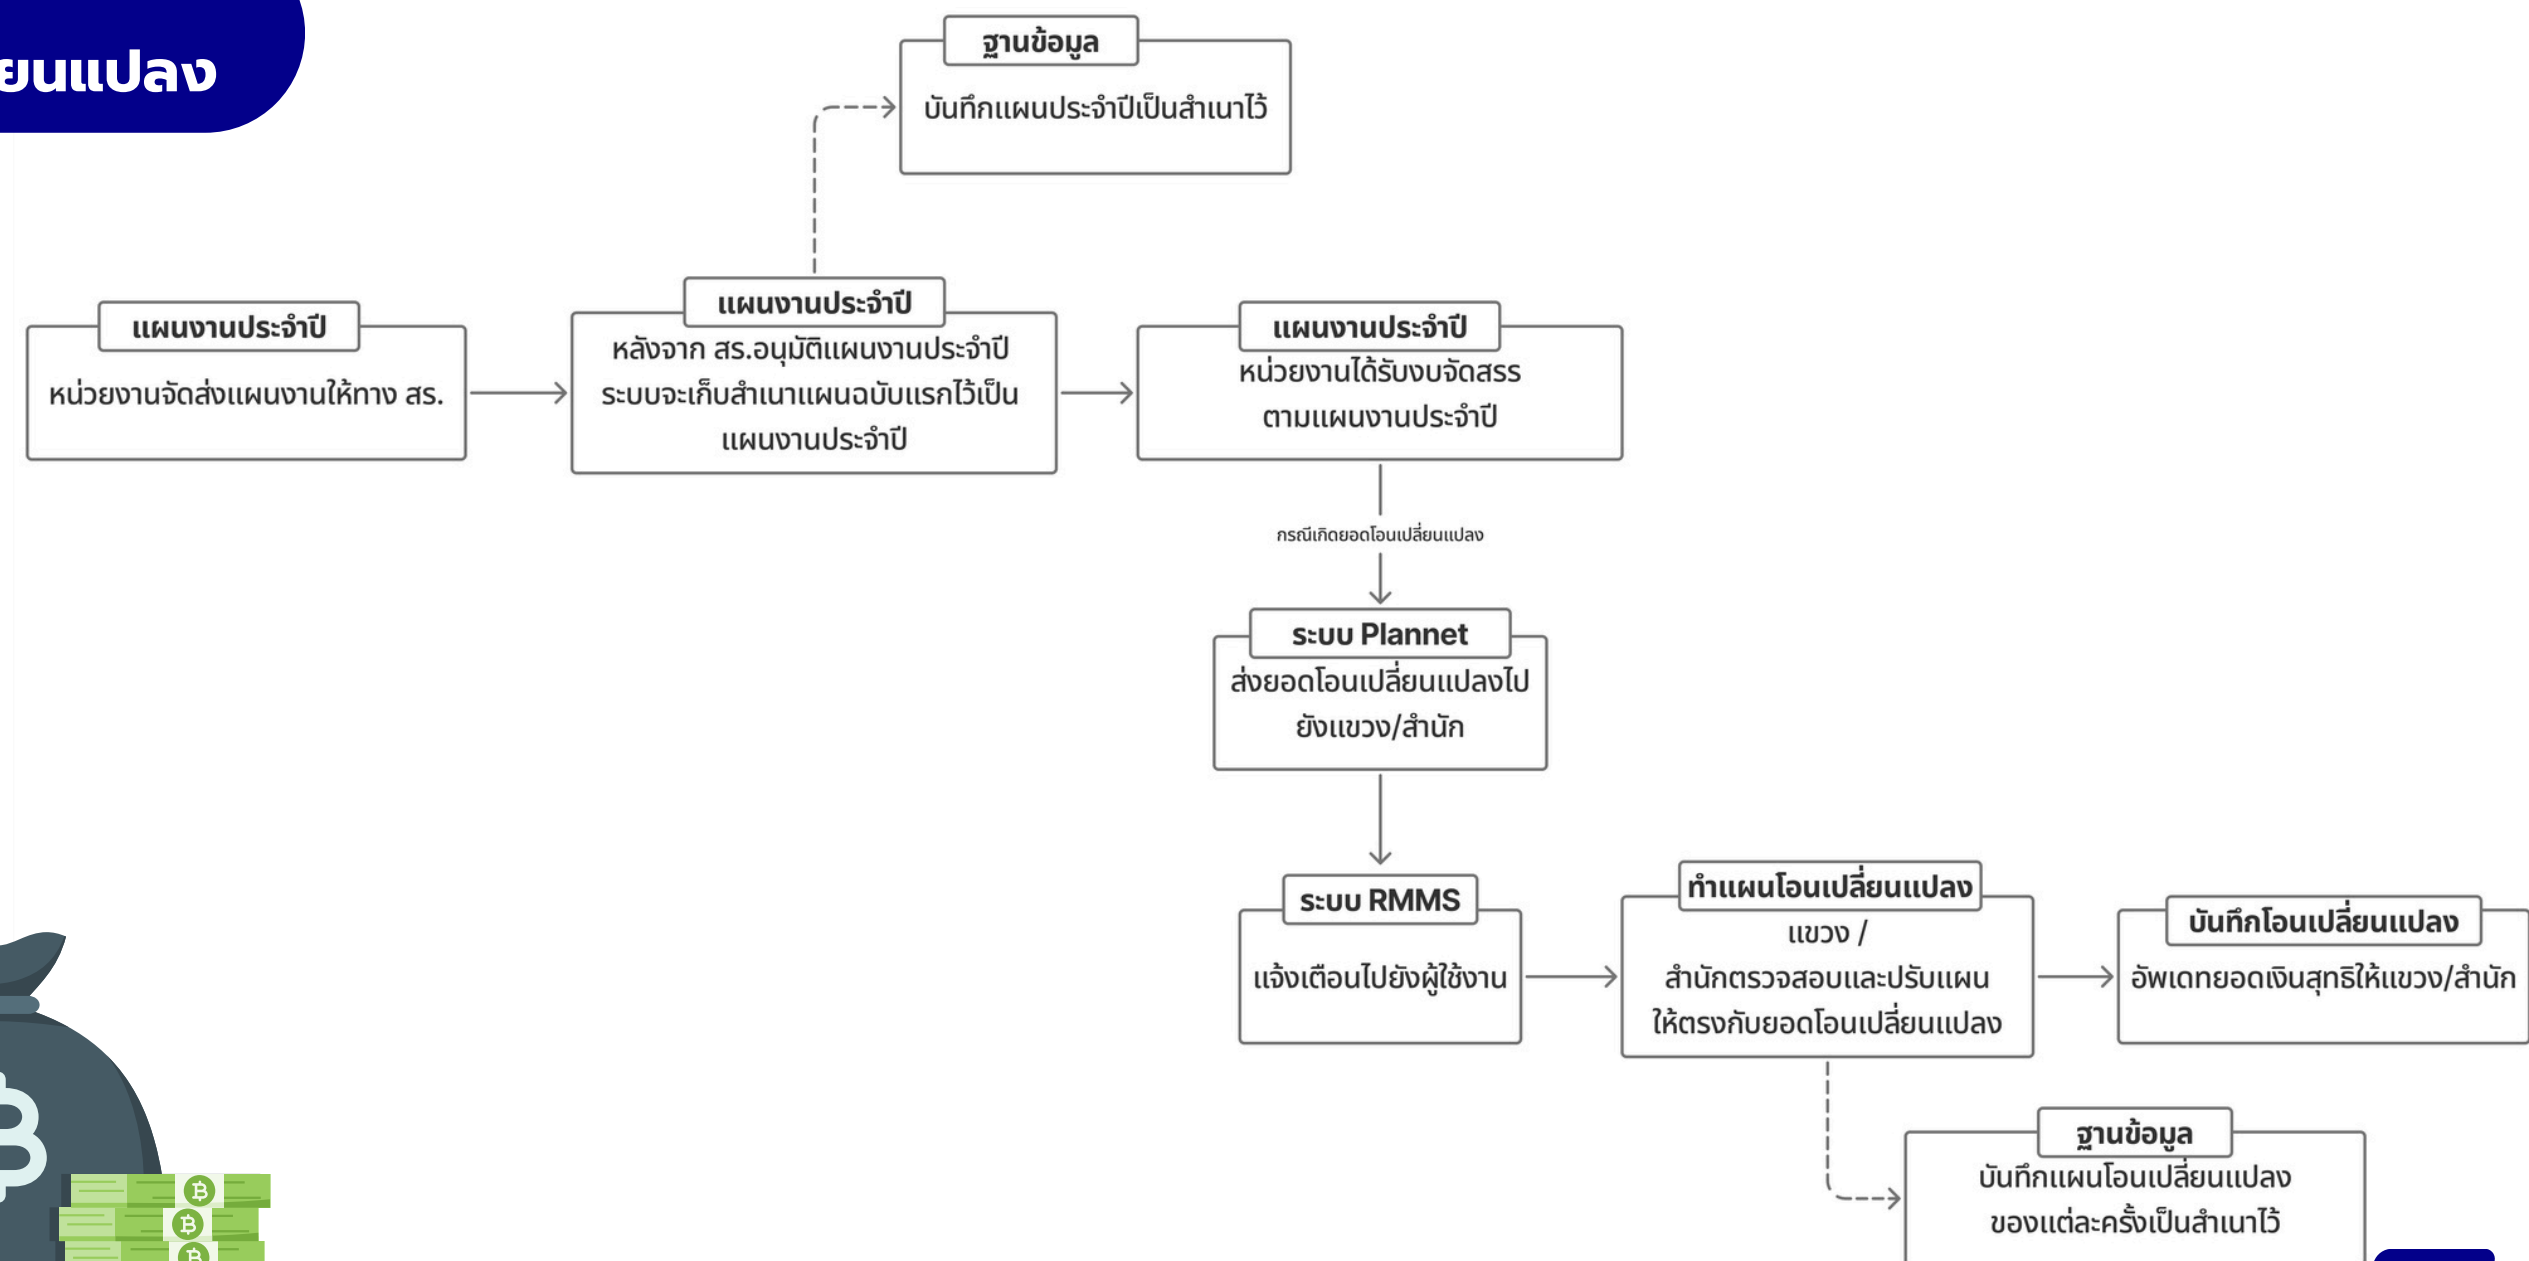 ยนแปลง
ฐานข้อมูล
บันทึกแผนประจำปีเป็นสำเนาไว้
แผนงานประจำปี
หน่วยงานจัดส่งแผนงานให้ทาง สร.
แผนงานประจำปี
หลังจาก สร.อนุมัติแผนงานประจำปี
ระบบจะเก็บสำเนาแผนฉบับแรกไว้เป็น
แผนงานประจำปี
แผนงานประจำปี
หน่วยงานได้รับงบจัดสรร
ตามแผนงานประจำปี
กรณีเกิดยอดโอนเปลี่ยนแปลง
ระบบ Plannet
ส่งยอดโอนเปลี่ยนแปลงไป
ยังแขวง/สำนัก
ระบบ RMMS
แจ้งเตือนไปยังผู้ใช้งาน
ทำแผนโอนเปลี่ยนแปลง
แขวง /
สำนักตรวจสอบและปรับแผน
ให้ตรงกับยอดโอนเปลี่ยนแปลง
บันทึกโอนเปลี่ยนแปลง
อัพเดทยอดเงินสุทธิให้แขวง/สำนัก
ฐานข้อมูล
บันทึกแผนโอนเปลี่ยนแปลง
ของแต่ละครั้งเป็นสำเนาไว้